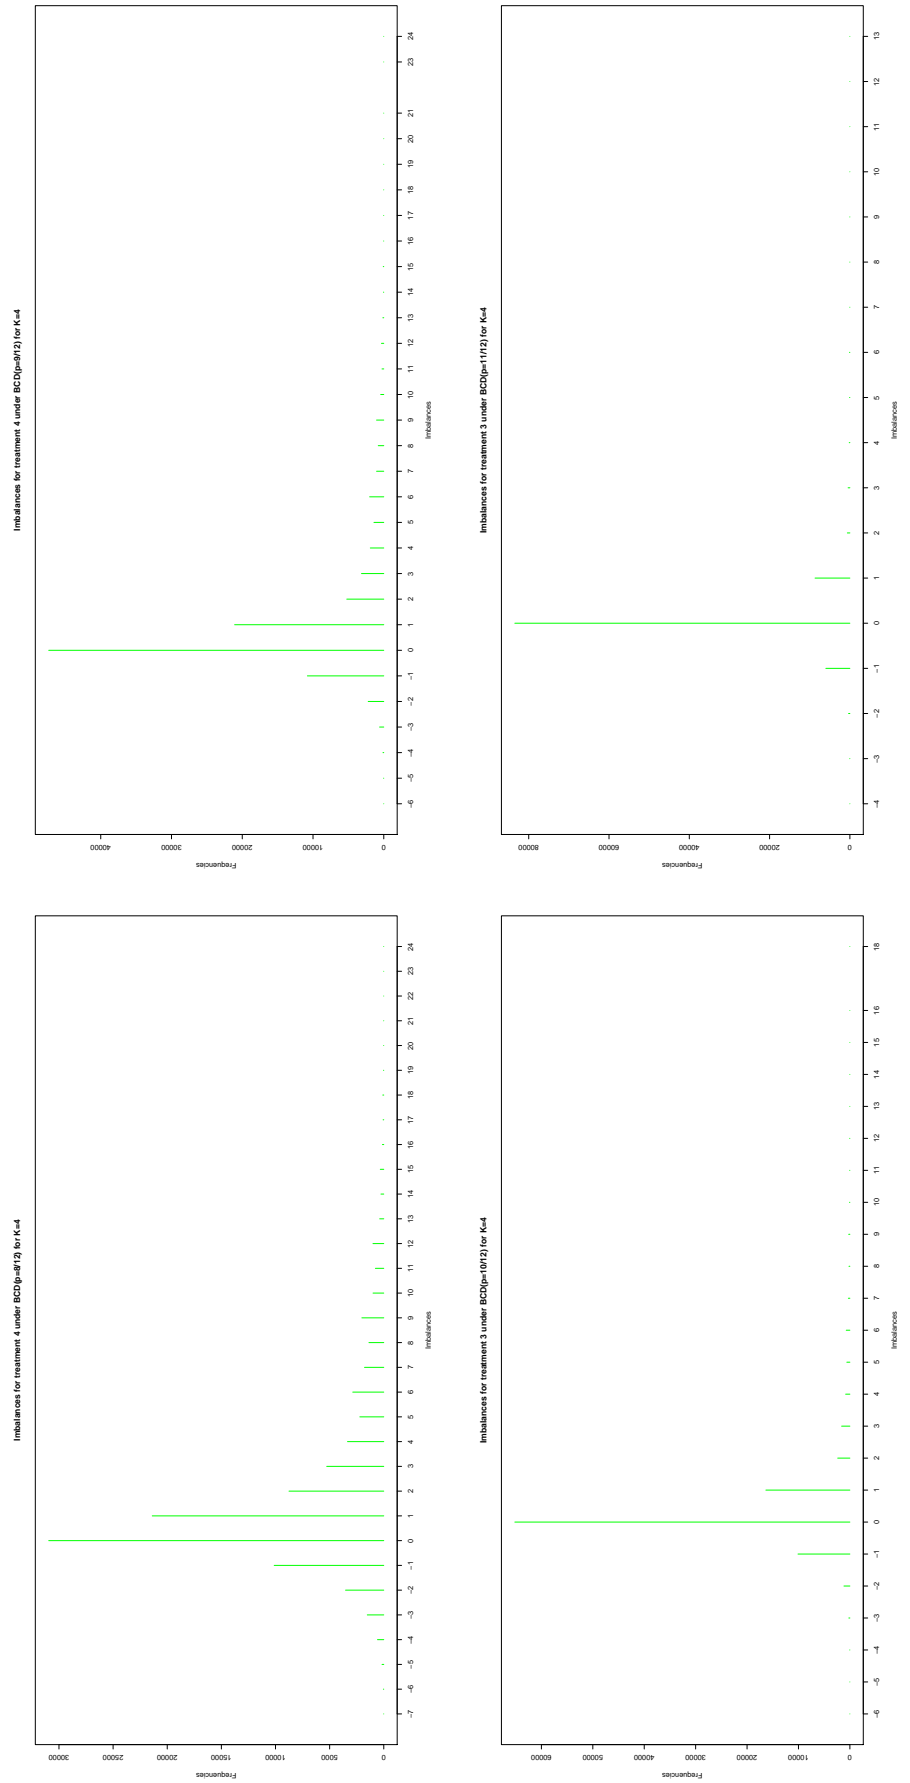 Imbalances for treatment 4 under BCD(p=8/12) for K=4
Frequencies
30000
25000
20000
15000
10000
5000
0
−7 −6 −5 −4 −3 −2 −1 0 1 2 3 4 5 6 7 8 9 10 11 12 13 14 15 16 17 18 19 20 21 22 23 24
Imbalances
Imbalances for treatment 4 under BCD(p=9/12) for K=4
Frequencies
40000
30000
20000
10000
0
−6 −5 −4 −3 −2 −1 0 1 2 3 4 5 6 7 8 9 10 11 12 13 14 15 16 17 18 19 20 21 23 24
Imbalances
Imbalances for treatment 3 under BCD(p=10/12) for K=4
Frequencies
60000
50000
40000
30000
20000
10000
0
−6 −5 −4 −3 −2 −1 0 1 2 3 4 5 6 7 8 9 10 11 12 13 14 15 16 18
Imbalances
Imbalances for treatment 3 under BCD(p=11/12) for K=4
Frequencies
80000
60000
40000
20000
0
−4 −3 −2 −1 0 1 2 3 4 5 6 7 8 9 10 11 12 13
Imbalances